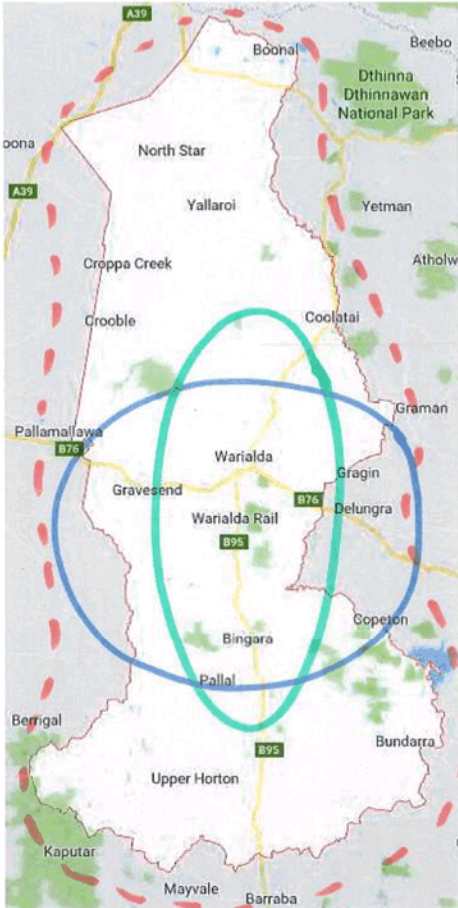 A39
Boonal
Beebo
Dthinna
Dthinnawan
National Park
oona
North Star
A39
Yallaroi
Yetman
Croppa Creek
Atholw
Crooble
Coolatai
Graman
Pallamallawa
B76
Warialda
Gragin
Gravesend
B76
Delungra
Warialda Rail
B95
Copeton
Bingara
Pallal
Berrigal
Bundarra
B95
Upper Horton
Kaputar
Mayvale
Barraba